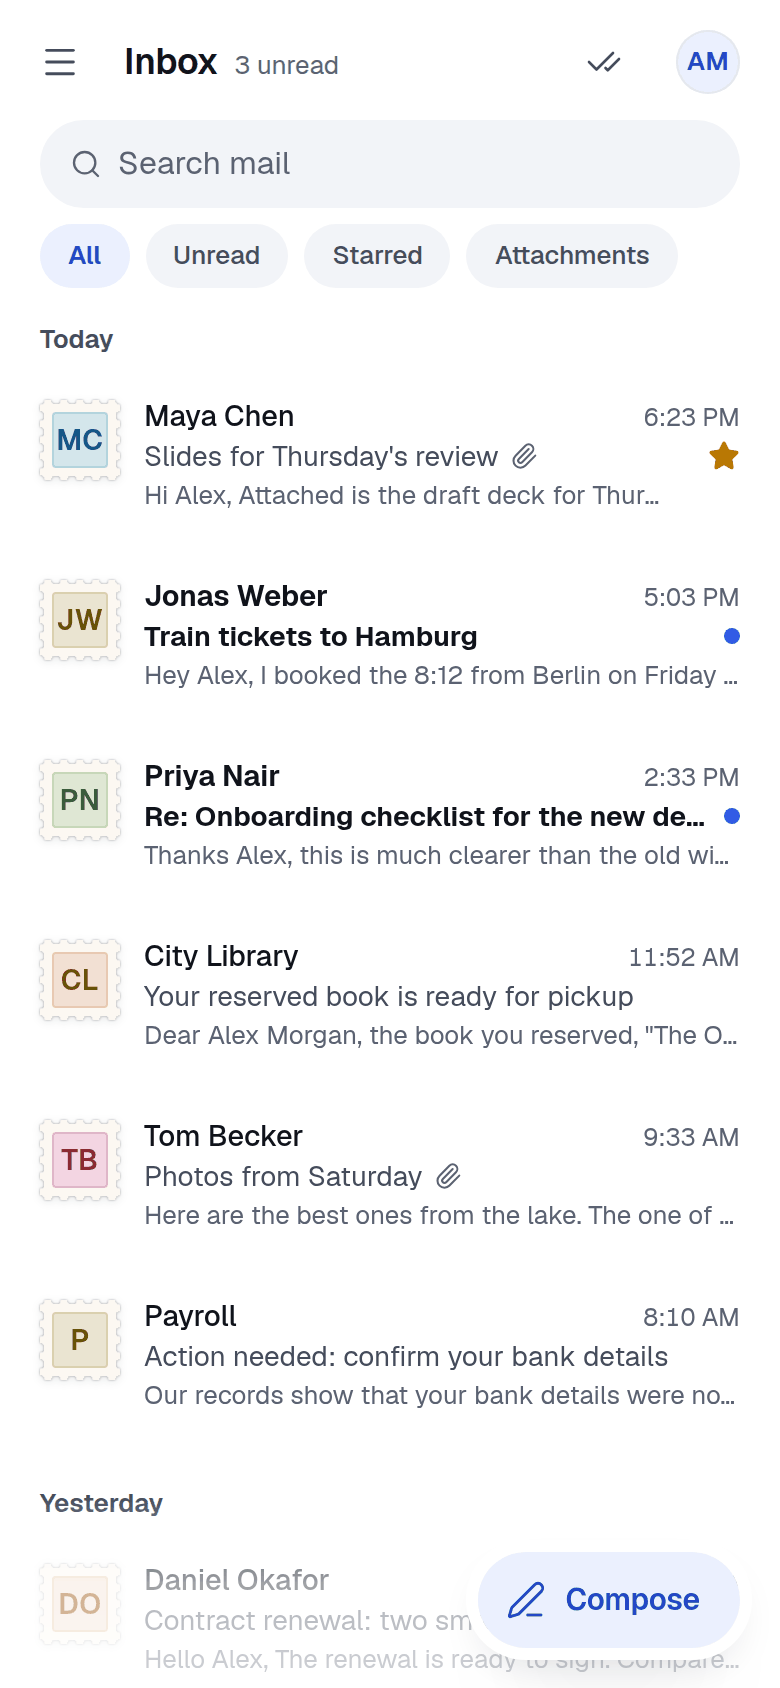 Inbox 3 unread AM
Search mail
All Unread Starred Attachments
Today
MC Maya Chen 6:23 PM
Slides for Thursday's review
Hi Alex, Attached is the draft deck for Thur...
JW Jonas Weber 5:03 PM
Train tickets to Hamburg
Hey Alex, I booked the 8:12 from Berlin on Friday ...
PN Priya Nair 2:33 PM
Re: Onboarding checklist for the new de...
Thanks Alex, this is much clearer than the old wi...
CL City Library 11:52 AM
Your reserved book is ready for pickup
Dear Alex Morgan, the book you reserved, "The O...
TB Tom Becker 9:33 AM
Photos from Saturday
Here are the best ones from the lake. The one of ...
P Payroll 8:10 AM
Action needed: confirm your bank details
Our records show that your bank details were no...
Yesterday
DO Daniel Okafor
Contract renewal: two sm
Compose
Hello Alex, The renewal is ready to sign. Compare...